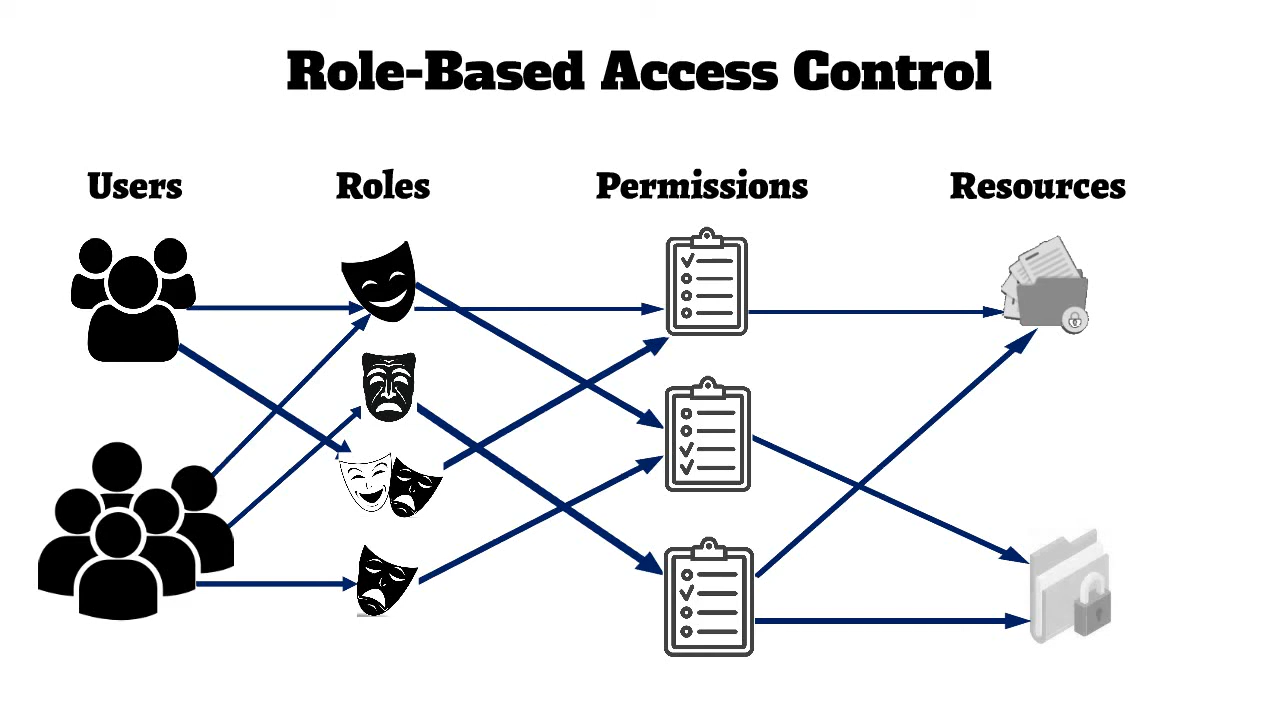 Role-Based Access Control
Users
Roles
Permissions
Resources